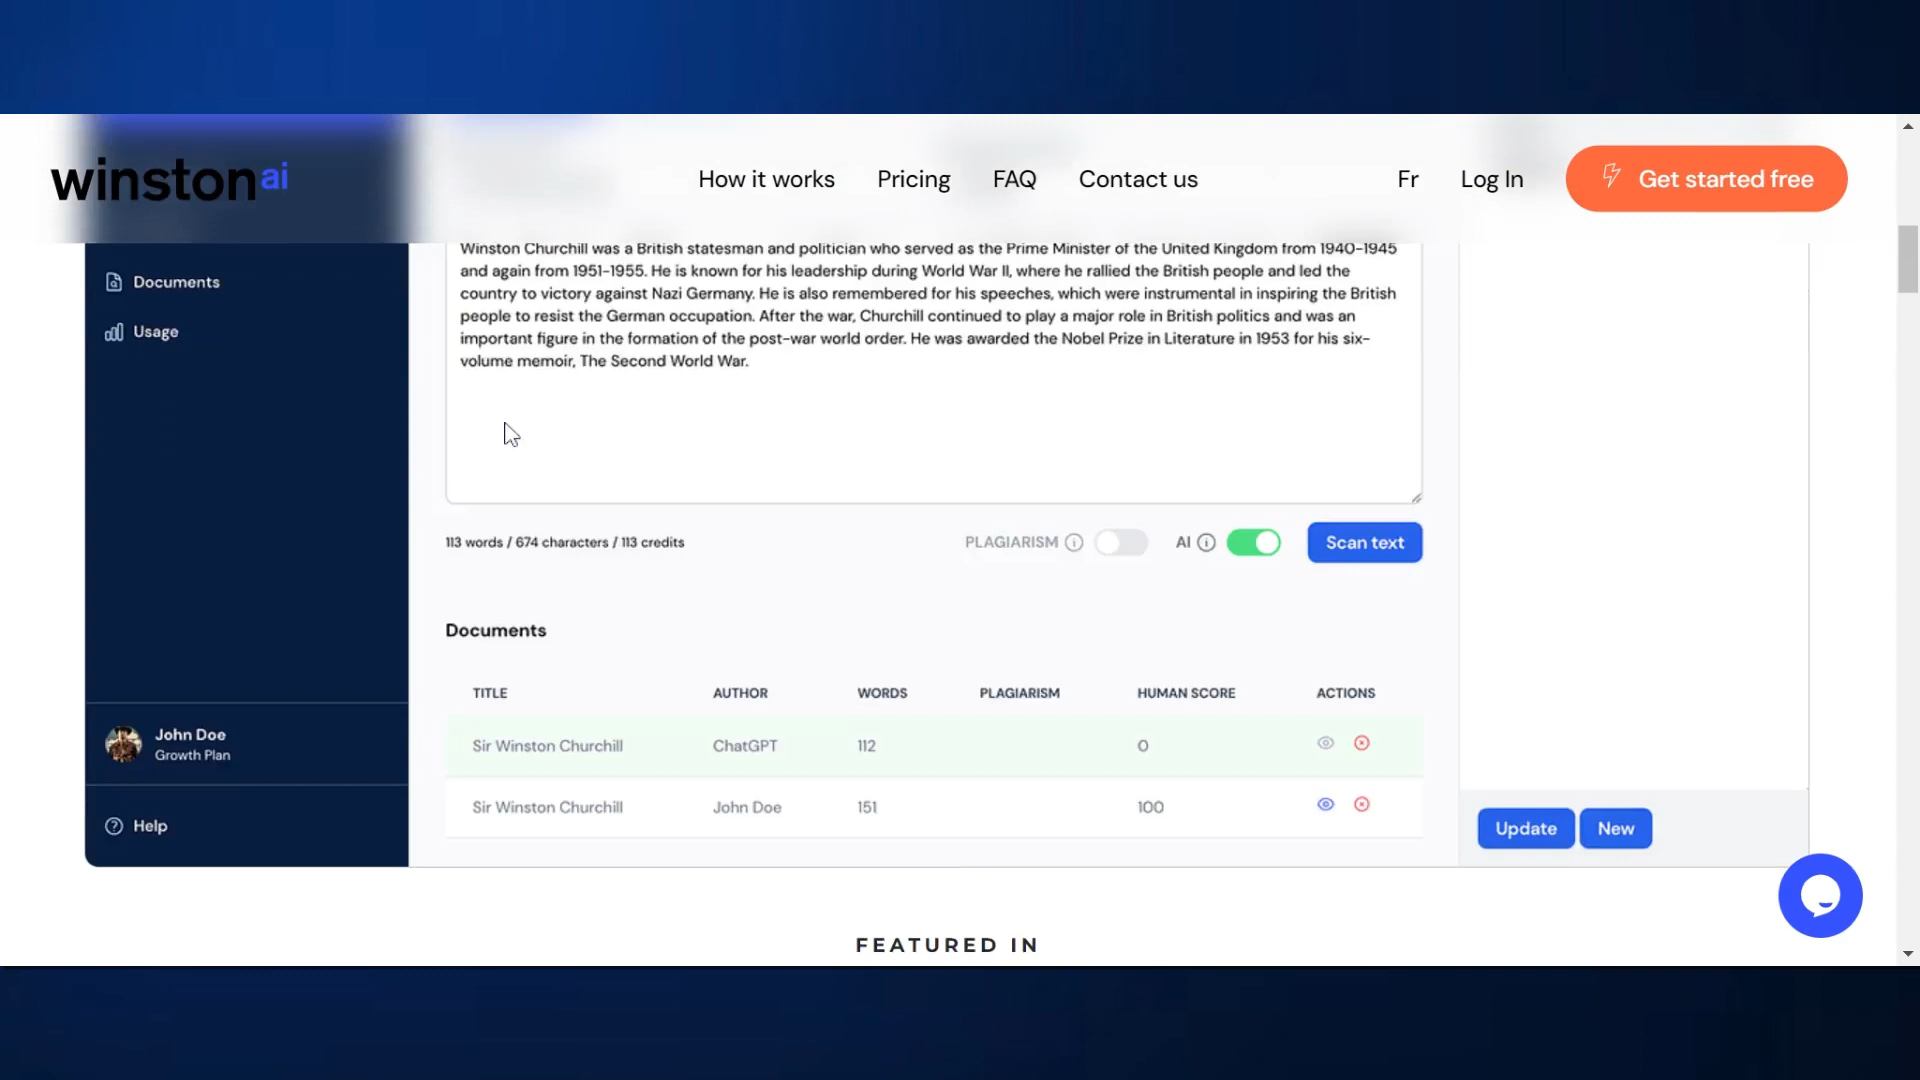 winston ai
How it works Pricing FAQ Contact us Fr Log In Get started free
Winston Churchill was a British statesman and politician who served as the Prime Minister of the United Kingdom from 1940-1945
and again from 1951-1955. He is known for his leadership during World War II, where he rallied the British people and led the
country to victory against Nazi Germany. He is also remembered for his speeches, which were instrumental in inspiring the British
people to resist the German occupation. After the war, Churchill continued to play a major role in British politics and was an
important figure in the formation of the post-war world order. He was awarded the Nobel Prize in Literature in 1953 for his six-
volume memoir, The Second World War.
Documents
Usage
113 words / 674 characters / 113 credits PLAGIARISM AI Scan text
Documents
TITLE AUTHOR WORDS PLAGIARISM HUMAN SCORE ACTIONS
Sir Winston Churchill ChatGPT 112 0
Sir Winston Churchill John Doe 151 100
John Doe
Growth Plan
Help
Update New
FEATURED IN